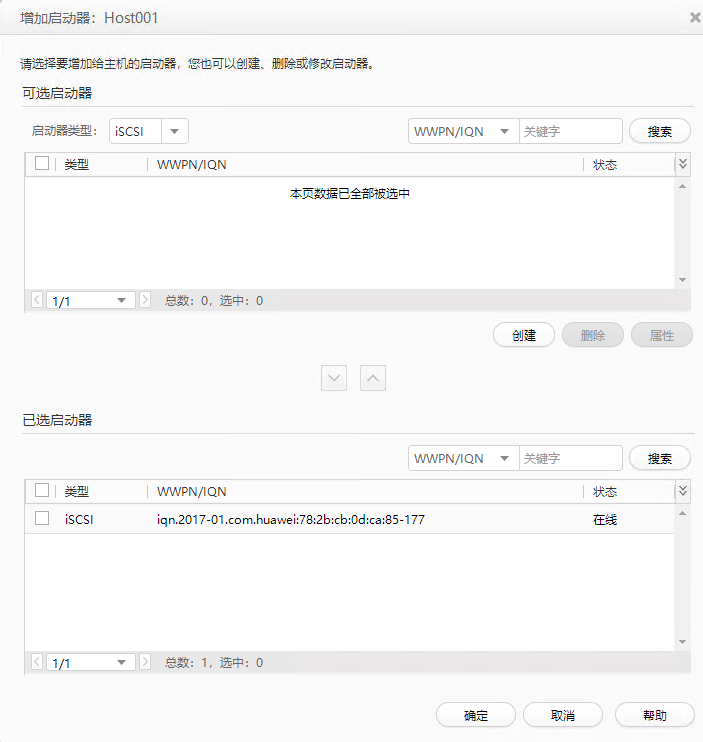 增加启动器：Host001
请选择要增加给主机的启动器，您也可以创建、删除或修改启动器。
可选启动器
启动器类型： iSCSI WWPN/IQN 关键字 搜索
类型 WWPN/IQN 状态
本页数据已全部被选中
1/1 总数：0，选中：0
创建 删除 属性
已选启动器
WWPN/IQN 关键字 搜索
类型 WWPN/IQN 状态
iSCSI iqn.2017-01.com.huawei:78:2b:cb:0d:ca:85-177 在线
1/1 总数：1，选中：0
确定 取消 帮助